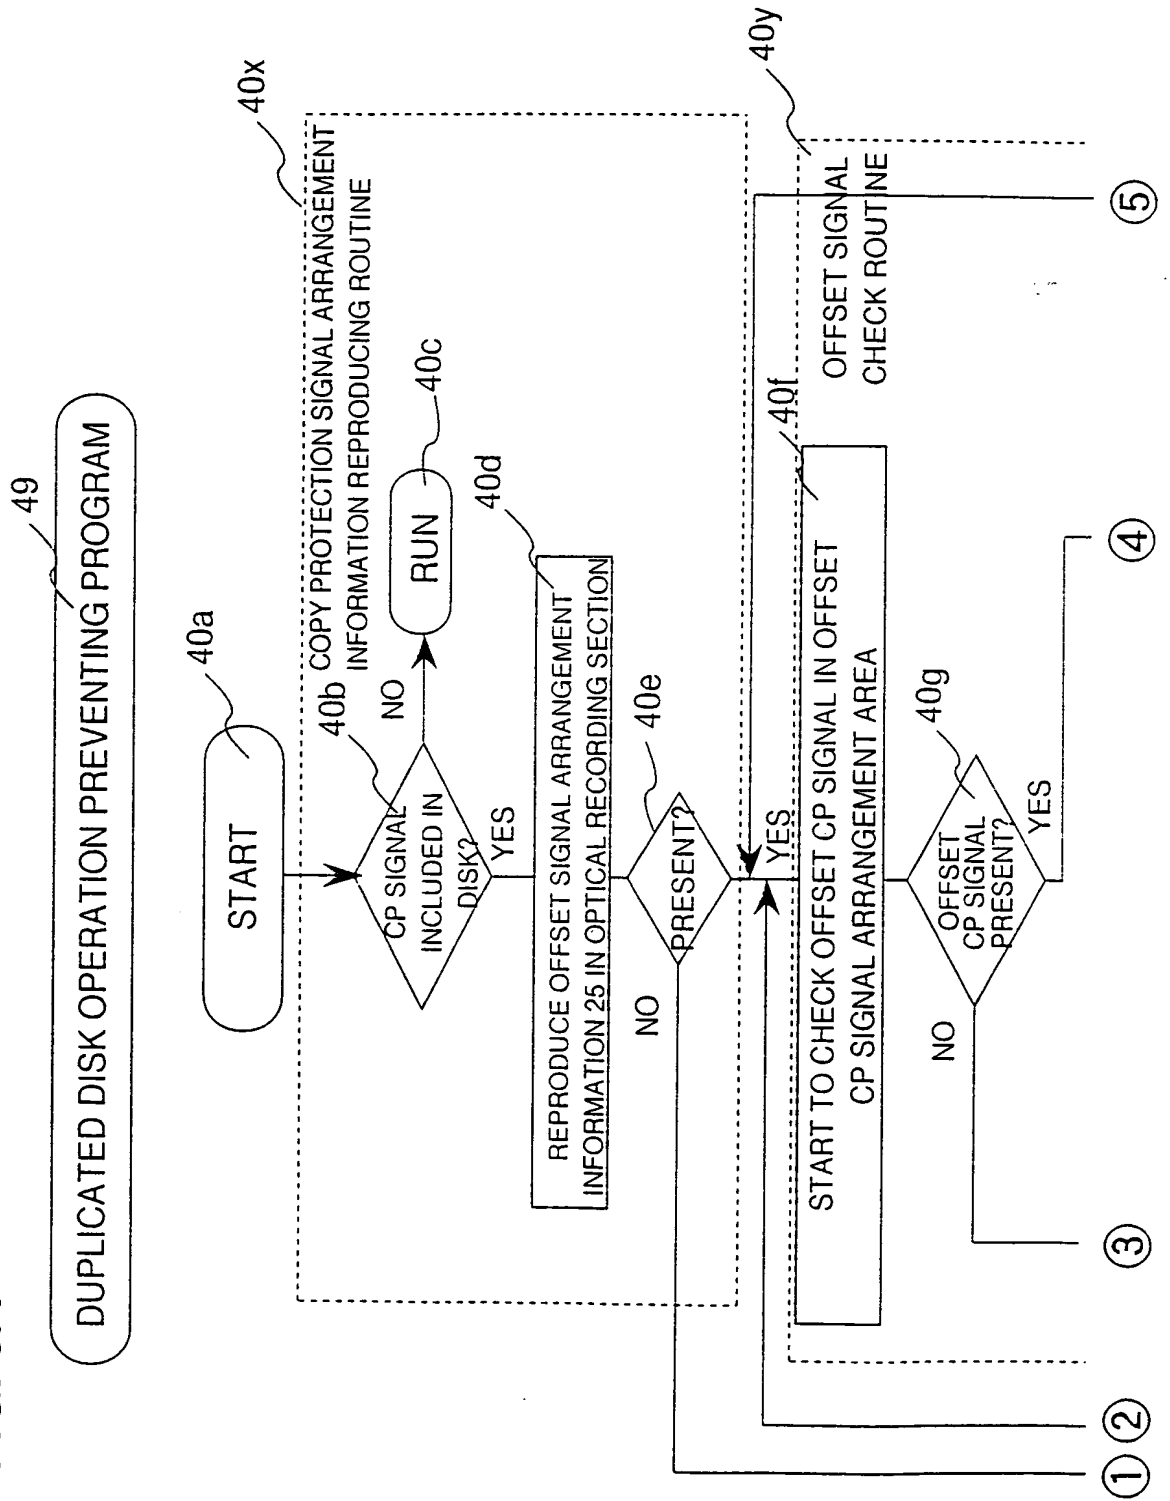 DUPLICATED DISK OPERATION PREVENTING PROGRAM
49
START
40a
40x
COPY PROTECTION SIGNAL ARRANGEMENT
INFORMATION REPRODUCING ROUTINE
40b
CP SIGNAL
INCLUDED IN
DISK?
NO
RUN
40c
YES
40d
REPRODUCE OFFSET SIGNAL ARRANGEMENT
INFORMATION 25 IN OPTICAL RECORDING SECTION
40e
PRESENT?
NO
YES
40y
OFFSET SIGNAL
CHECK ROUTINE
40f
START TO CHECK OFFSET CP SIGNAL IN OFFSET
CP SIGNAL ARRANGEMENT AREA
40g
OFFSET
CP SIGNAL
PRESENT?
NO
YES
①
②
③
④
⑤